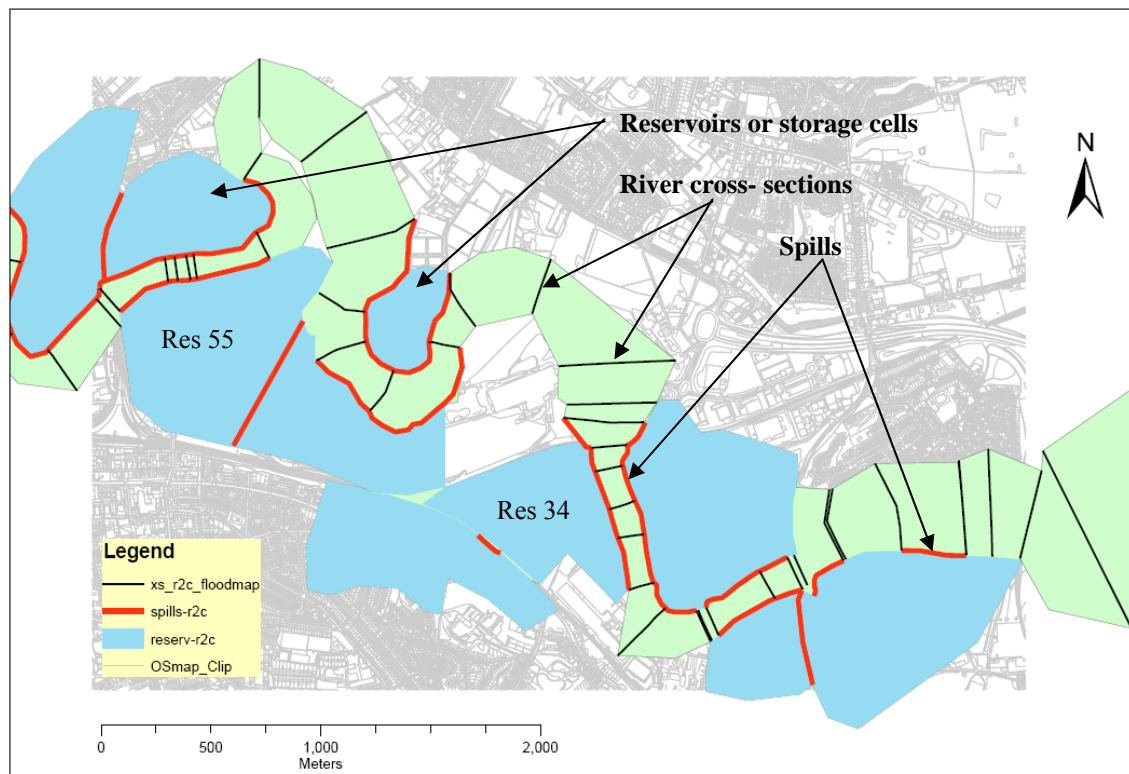 Reservoirs or storage cells
River cross- sections
Spills
N
Res 55
Res 34
Legend
xs_r2c_floodmap
spills-r2c
reserv-r2c
OSmap_Clip
0 500 1,000 2,000
Meters